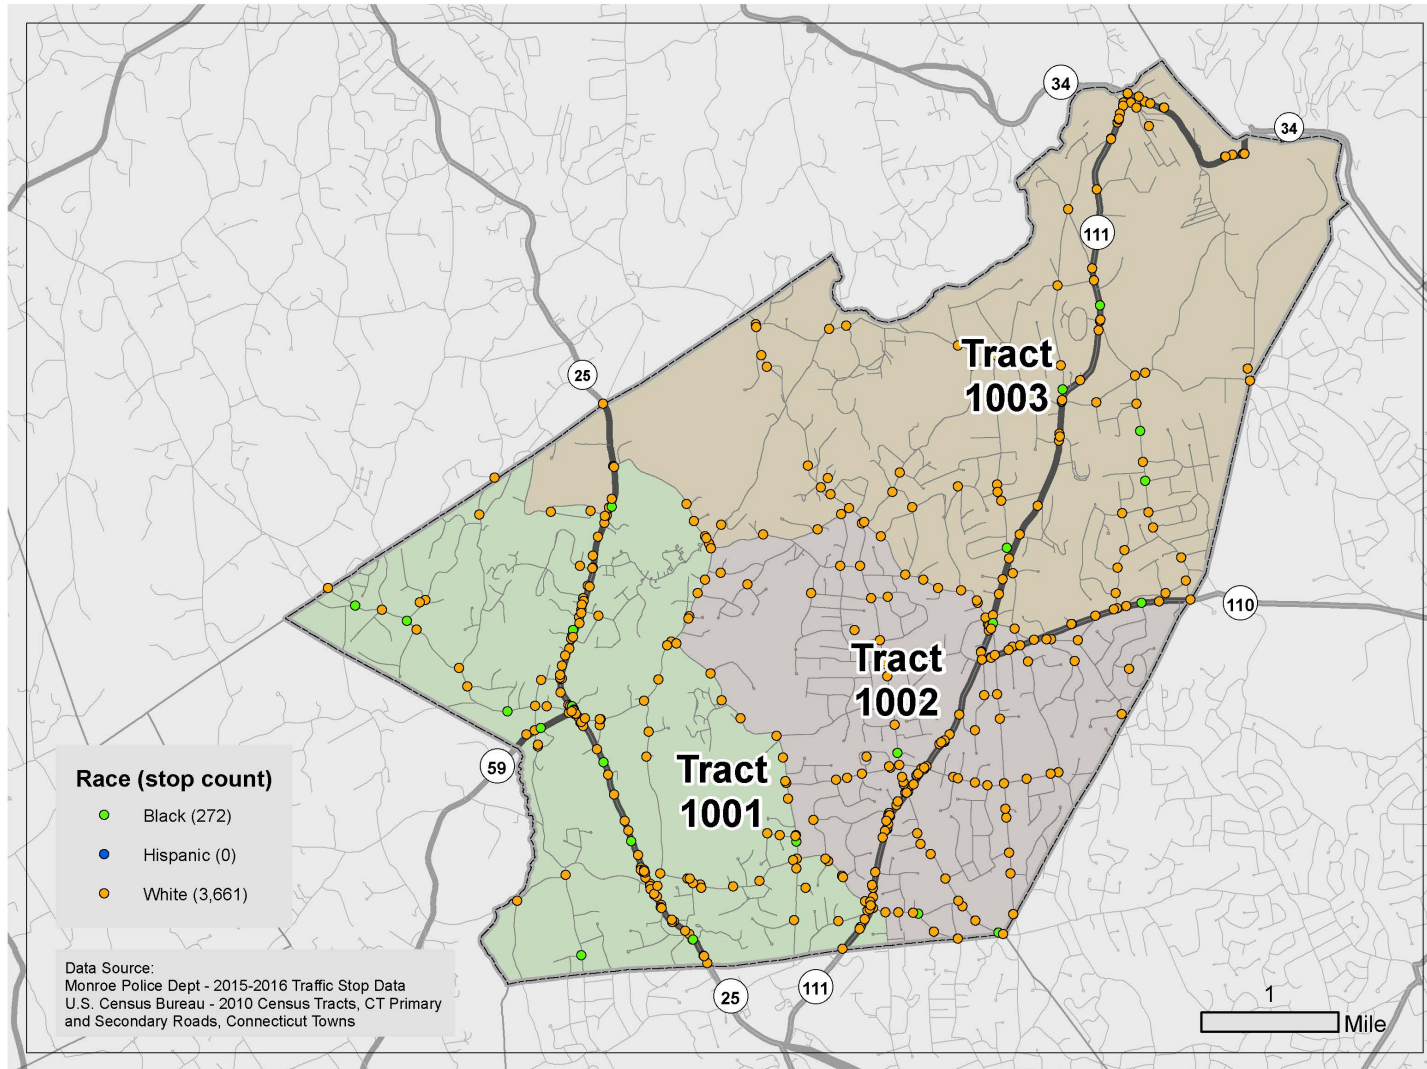 34
34
111
Tract
1003
25
110
Tract
1002
59
Tract
1001
Race (stop count)
Black (272)
Hispanic (0)
White (3,661)
Data Source:
Monroe Police Dept - 2015-2016 Traffic Stop Data
U.S. Census Bureau - 2010 Census Tracts, CT Primary
and Secondary Roads, Connecticut Towns
25
111
1
Mile